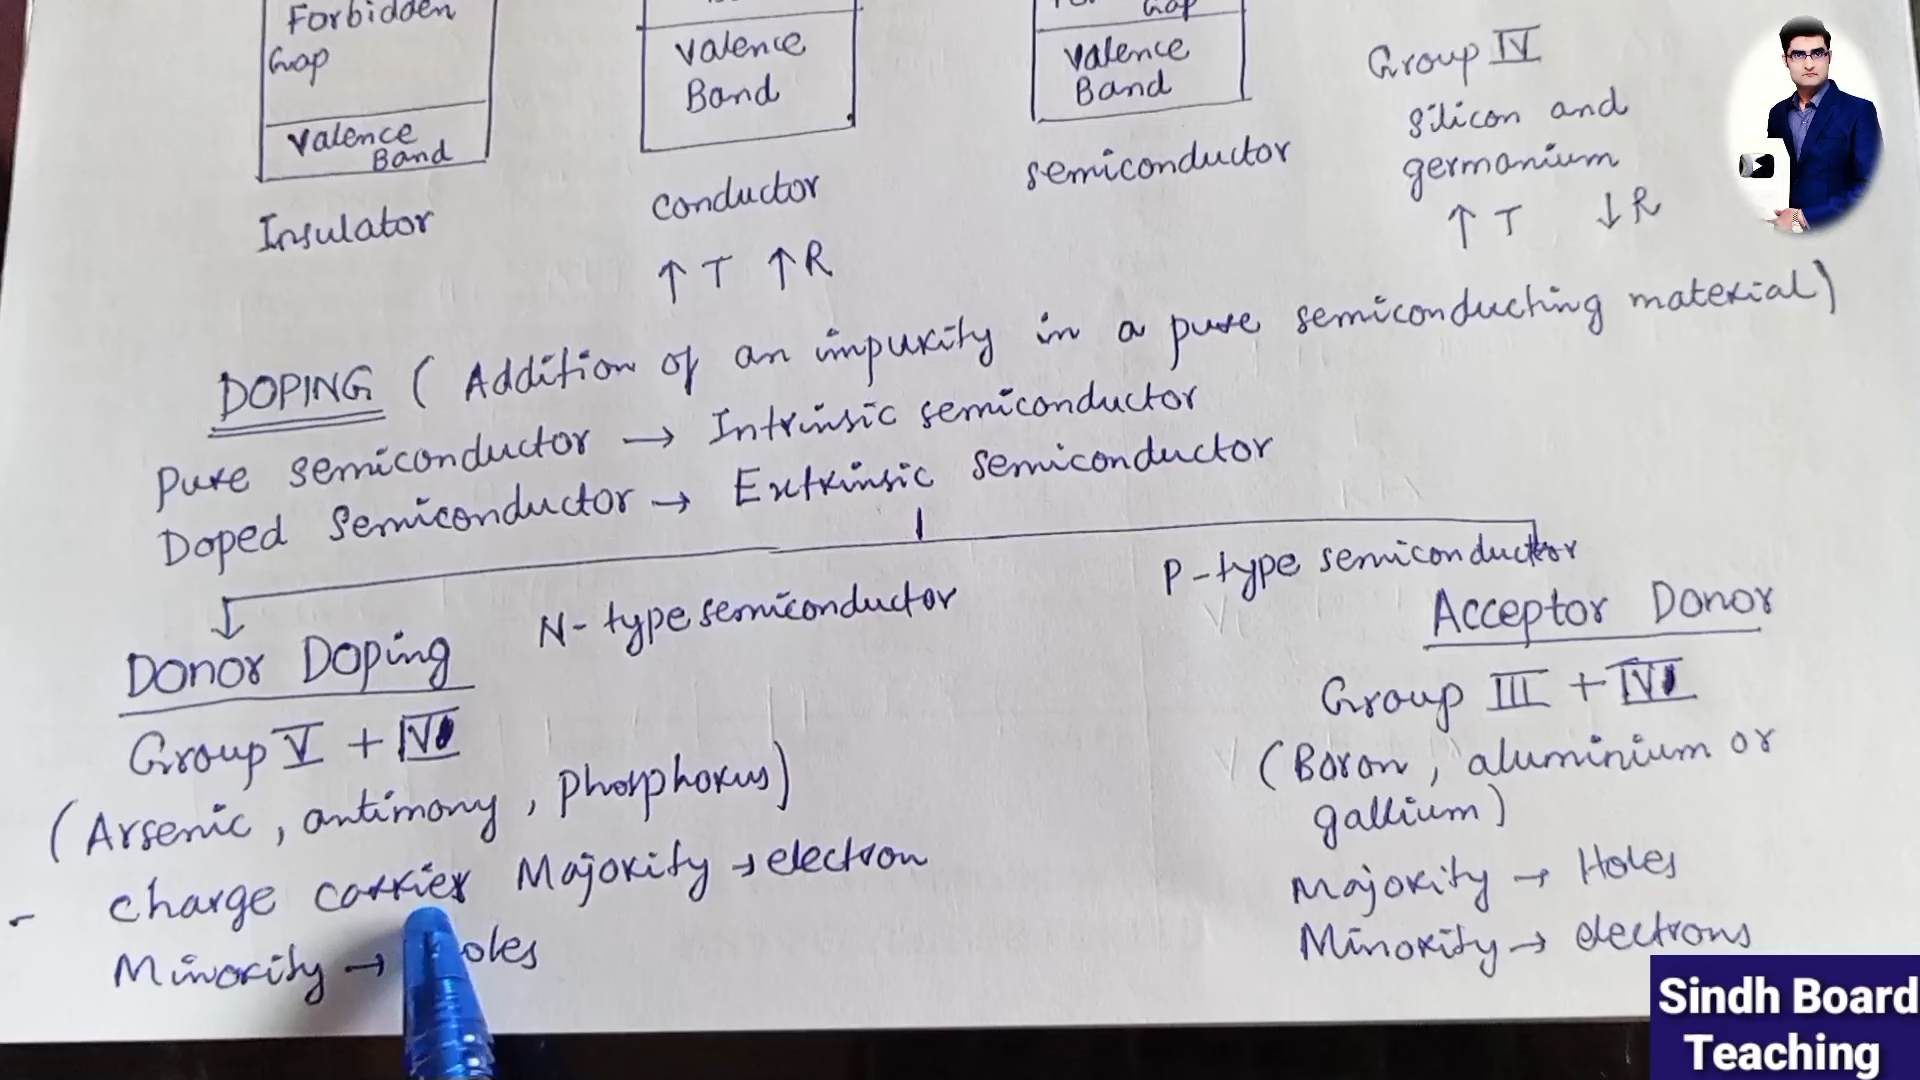 Forbidden
Gap
Valence
Band
Insulator
Valence
Band
conductor
↑ T ↑ R
Gap
Valence
Band
semiconductor
Group IV
silicon and
germanium
↑ T ↓ R
DOPING ( Addition of an impurity in a pure semiconducting material)
Pure semiconductor → Intrinsic semiconductor
Doped Semiconductor → Extrinsic semiconductor
N-type semiconductor
P-type semiconductor
Donor Doping
Group V + IV
(Arsenic, antimony, phosphorus)
- charge carrier Majority → electron
Minority → oles
Acceptor Donor
Group III + IV
(Boron, aluminium or
gallium)
Majority → Holes
Minority → electrons
Sindh Board
Teaching